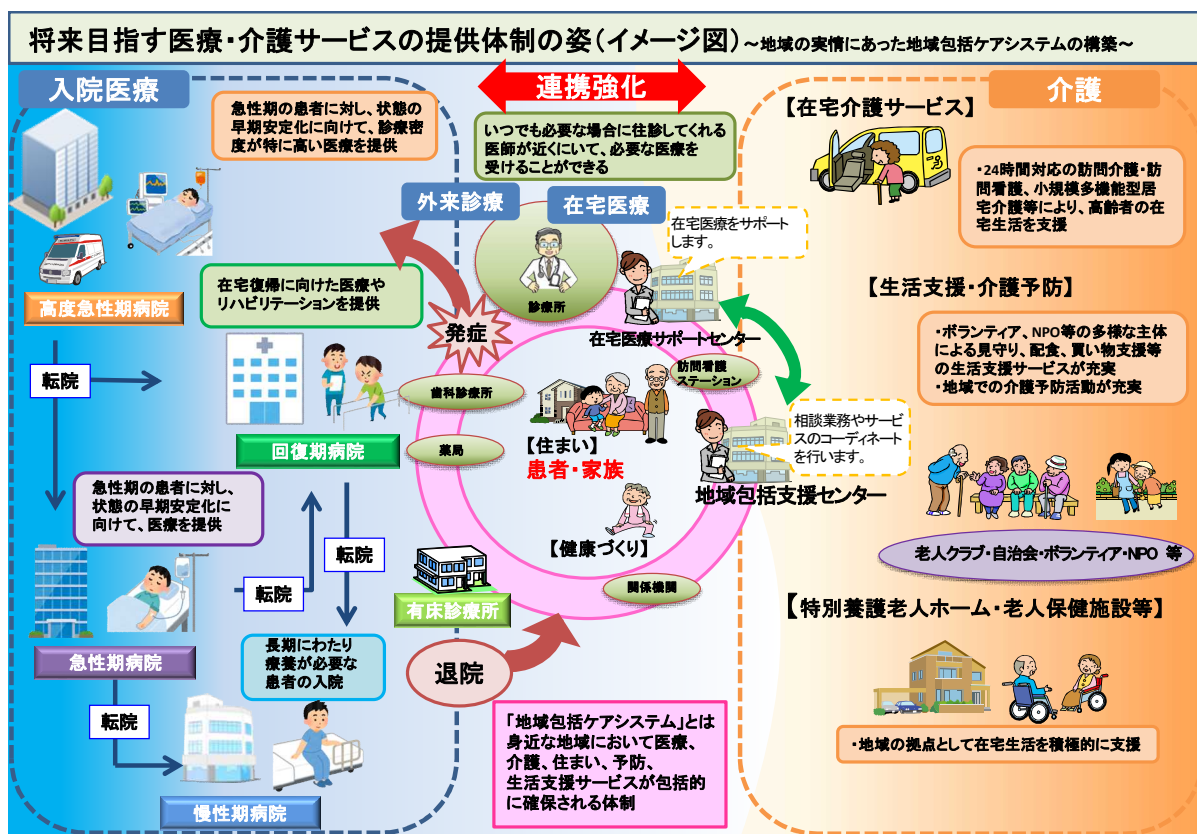 将来目指す医療・介護サービスの提供体制の姿(イメージ図)～地域の実情にあった地域包括ケアシステムの構築～
入院医療
急性期の患者に対し、状態の
早期安定化に向けて、診療密
度が特に高い医療を提供
高度急性期病院
転院
在宅復帰に向けた医療や
リハビリテーションを提供
回復期病院
急性期の患者に対し、
状態の早期安定化に
向けて、医療を提供
急性期病院
転院
転院
転院
長期にわたり
療養が必要な
患者の入院
慢性期病院
連携強化
いつでも必要な場合に往診してくれる
医師が近くにいて、必要な医療を
受けることができる
外来診療
在宅医療
診療所
在宅医療をサポート
します。
在宅医療サポートセンター
発症
歯科診療所
薬局
訪問看護
ステーション
【住まい】
患者・家族
相談業務やサービ
スのコーディネート
を行います。
地域包括支援センター
【健康づくり】
関係機関
有床診療所
退院
「地域包括ケアシステム」とは
身近な地域において医療、
介護、住まい、予防、
生活支援サービスが包括的
に確保される体制
介護
【在宅介護サービス】
・24時間対応の訪問介護・訪
問看護、小規模多機能型居
宅介護等により、高齢者の在
宅生活を支援
【生活支援・介護予防】
・ボランティア、NPO等の多様な主体
による見守り、配食、買い物支援等
の生活支援サービスが充実
・地域での介護予防活動が充実
老人クラブ・自治会・ボランティア・NPO 等
【特別養護老人ホーム・老人保健施設等】
・地域の拠点として在宅生活を積極的に支援